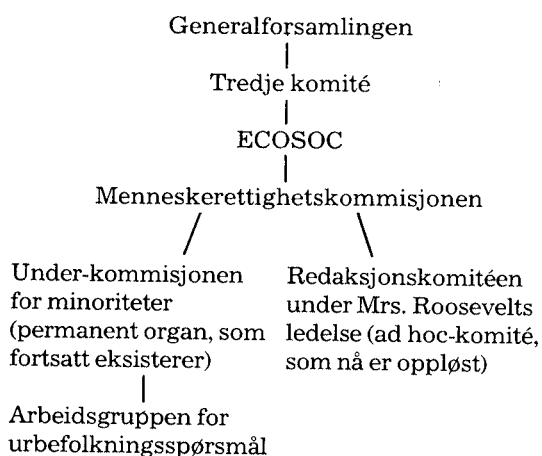 Generalforsamlingen
Tredje komité
ECOSOC
Menneskerettighetskommisjonen
Under-kommisjonen
for minoriteter
(permanent organ, som
fortsatt eksisterer)
Redaksjonskomitéen
under Mrs. Roosevelts
ledelse (ad hoc-komité,
som nå er oppløst)
Arbeidsgruppen for
urbefolkningsspørsmål